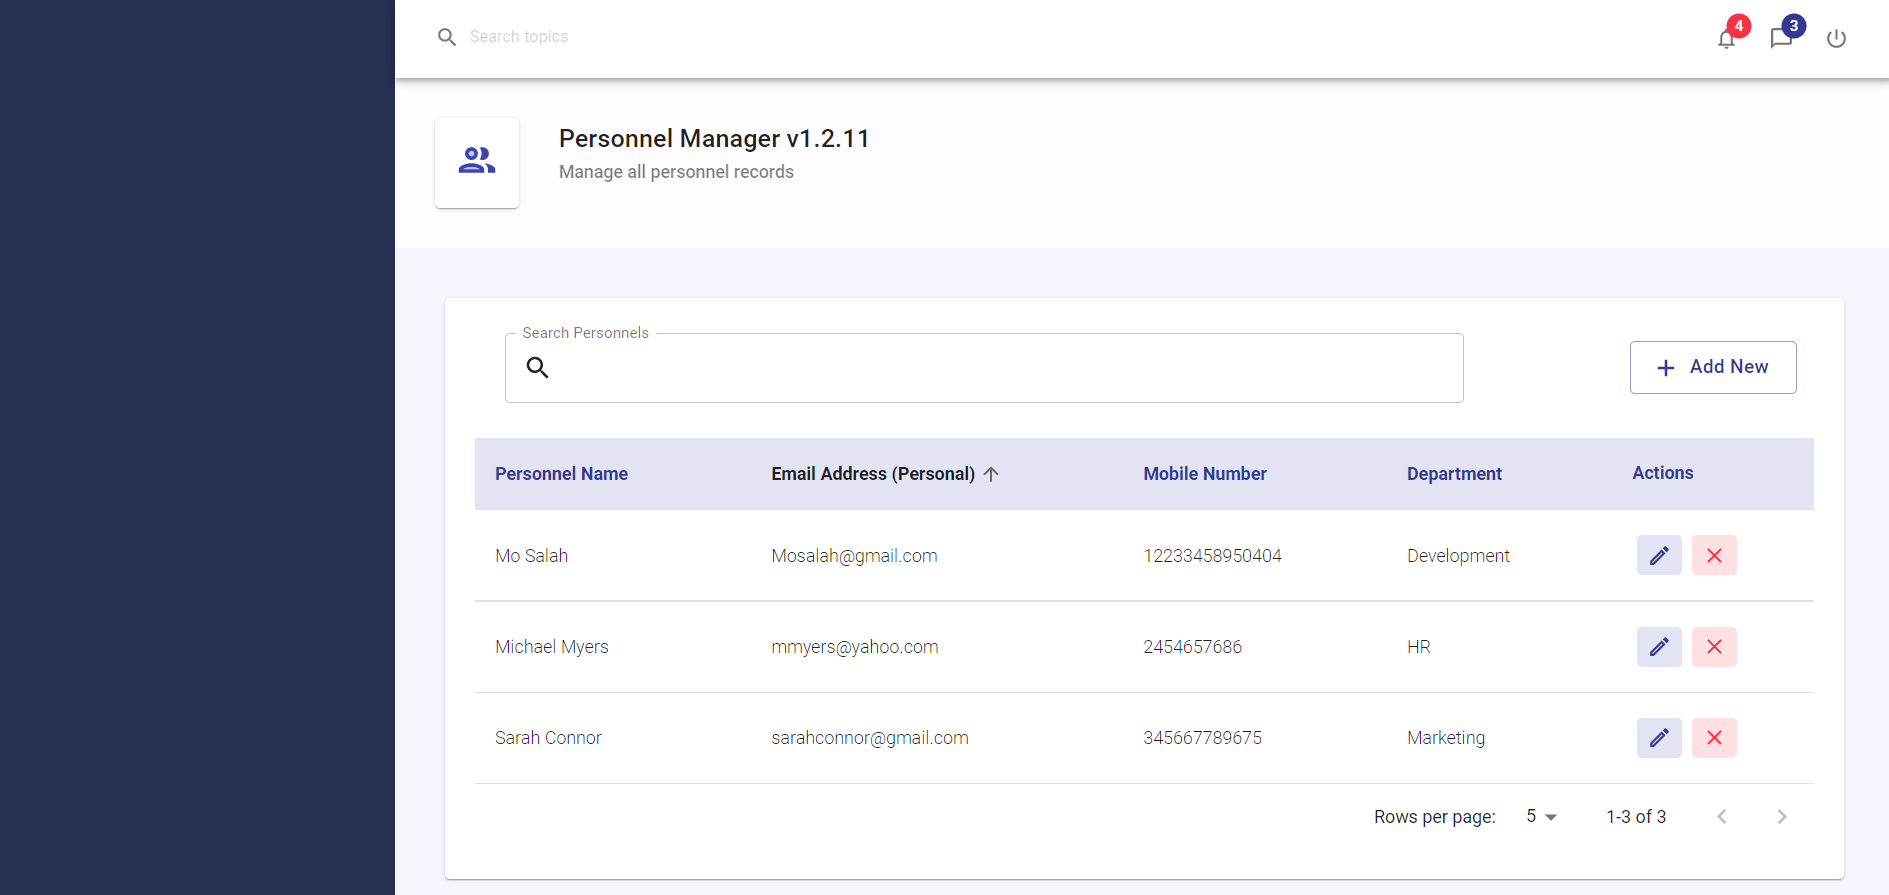 Search topics
4
3
Personnel Manager v1.2.11
Manage all personnel records
Search Personnels
Add New
Personnel Name Email Address (Personal) Mobile Number Department Actions
Mo Salah Mosalah@gmail.com 12233458950404 Development
Michael Myers mmyers@yahoo.com 2454657686 HR
Sarah Connor sarahconnor@gmail.com 345667789675 Marketing
Rows per page: 5 1-3 of 3